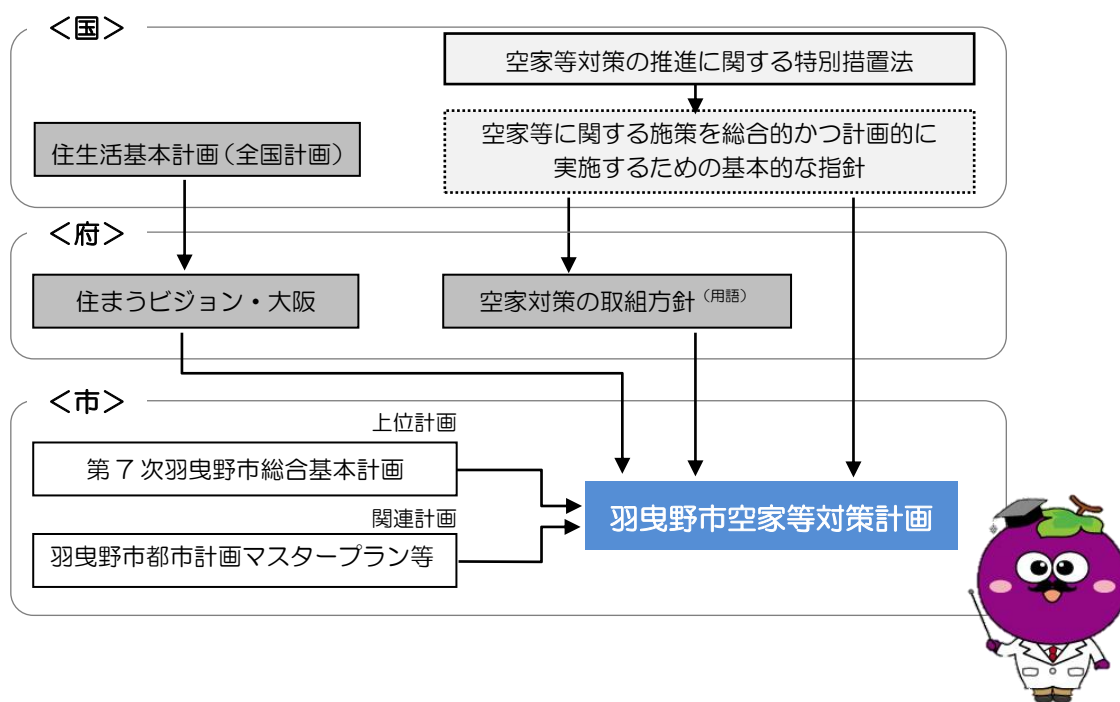 ＜国＞
空家等対策の推進に関する特別措置法
空家等に関する施策を総合的かつ計画的に
実施するための基本的な指針
住生活基本計画（全国計画）
＜府＞
住まうビジョン・大阪
空家対策の取組方針（用語）
＜市＞
上位計画
第７次羽曳野市総合基本計画
関連計画
羽曳野市都市計画マスタープラン等
羽曳野市空家等対策計画